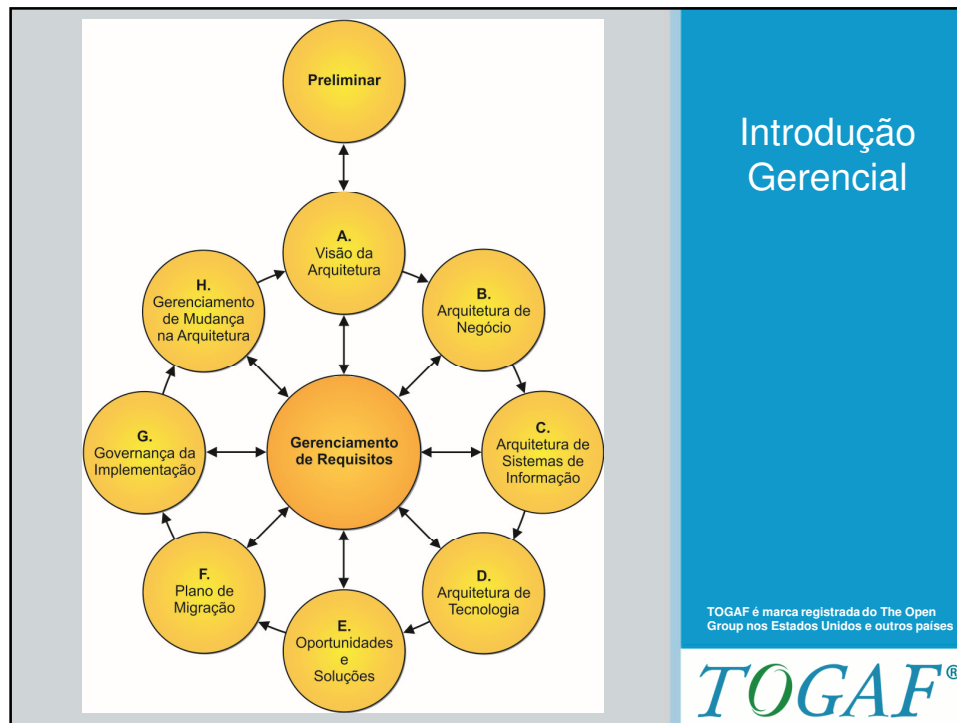 Preliminar
A.
Visão da
Arquitetura
B.
Arquitetura de
Negócio
C.
Arquitetura de
Sistemas de
Informação
D.
Arquitetura de
Tecnologia
E.
Oportunidades
e
Soluções
F.
Plano de
Migração
G.
Governança da
Implementação
H.
Gerenciamento
de Mudança
na Arquitetura
Gerenciamento
de Requisitos
Introdução
Gerencial
TOGAF é marca registrada do The Open
Group nos Estados Unidos e outros países
TOGAF®